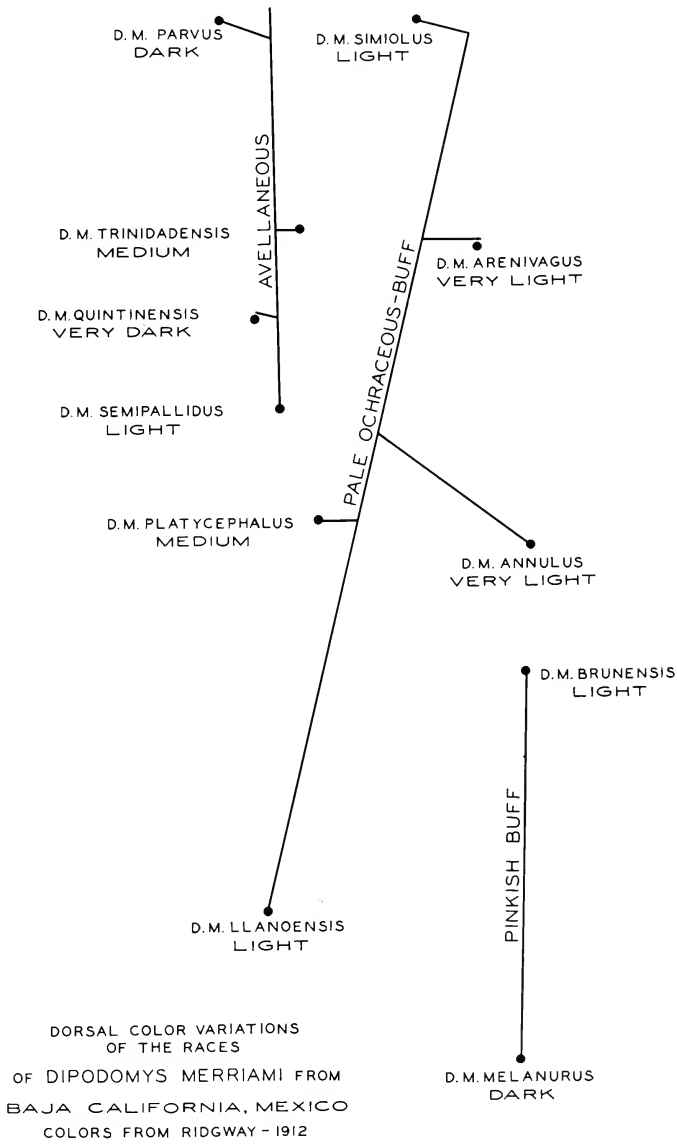 D. M. PARVUS
DARK
D. M. SIMIOLUS
LIGHT
AVELLANEOUS
D. M. TRINIDADENSIS
MEDIUM
PALE OCHRACEOUS-BUFF
D. M. ARENIVAGUS
VERY LIGHT
D. M. QUINTINENSIS
VERY DARK
D. M. SEMIPALLIDUS
LIGHT
D. M. PLATYCEPHALUS
MEDIUM
D. M. ANNULUS
VERY LIGHT
D. M. BRUNENSIS
LIGHT
PINKISH BUFF
D. M. LLANOENSIS
LIGHT
D. M. MELANURUS
DARK
DORSAL COLOR VARIATIONS
OF THE RACES
OF DIPODOMYS MERRIAMI FROM
BAJA CALIFORNIA, MEXICO
COLORS FROM RIDGWAY - 1912